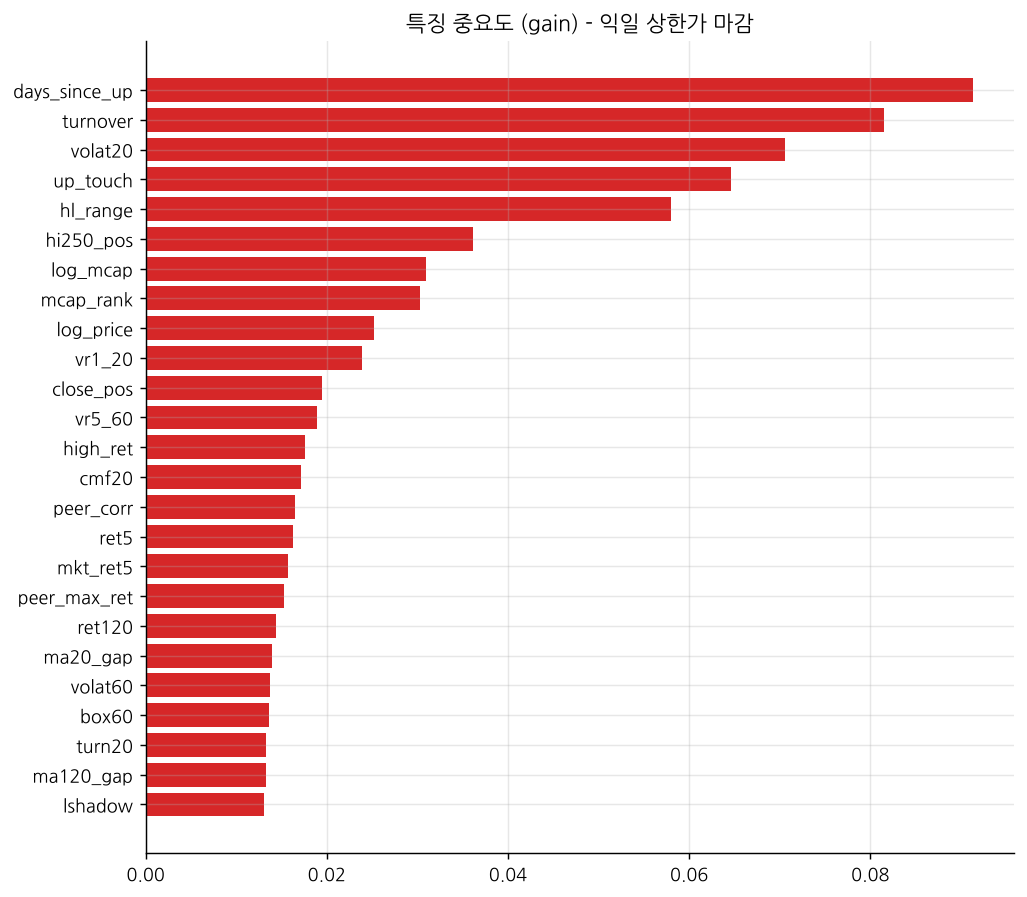 특징 중요도 (gain) - 익일 상한가 마감
days_since_up
turnover
volat20
up_touch
hl_range
hi250_pos
log_mcap
mcap_rank
log_price
vr1_20
close_pos
vr5_60
high_ret
cmf20
peer_corr
ret5
mkt_ret5
peer_max_ret
ret120
ma20_gap
volat60
box60
turn20
ma120_gap
lshadow
0.00 0.02 0.04 0.06 0.08